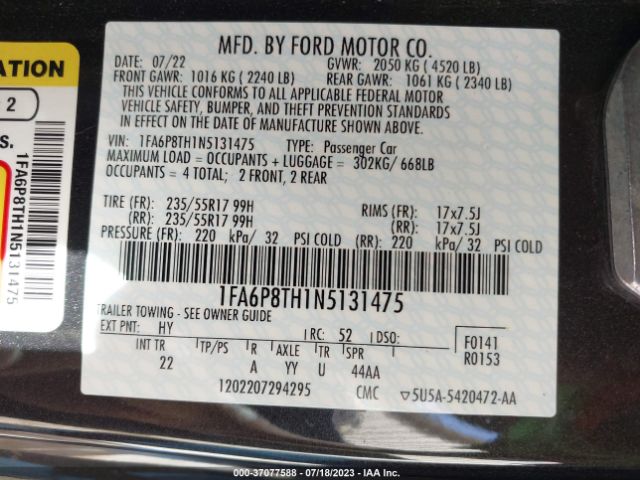 MFD. BY FORD MOTOR CO.
DATE: 07/22 GVWR: 2050 KG ( 4520 LB)
FRONT GAWR: 1016 KG ( 2240 LB) REAR GAWR: 1061 KG ( 2340 LB)
THIS VEHICLE CONFORMS TO ALL APPLICABLE FEDERAL MOTOR
VEHICLE SAFETY, BUMPER, AND THEFT PREVENTION STANDARDS
IN EFFECT ON THE DATE OF MANUFACTURE SHOWN ABOVE.
VIN: 1FA6P8TH1N5131475 TYPE: Passenger Car
MAXIMUM LOAD = OCCUPANTS + LUGGAGE = 302KG/ 668LB
OCCUPANTS = 4 TOTAL; 2 FRONT, 2 REAR
TIRE (FR): 235/55R17 99H RIMS (FR): 17x7.5J
(RR): 235/55R17 99H (RR): 17x7.5J
PRESSURE (FR): 220 kPa/ 32 PSI COLD (RR): 220 kPa/ 32 PSI COLD
1FA6P8TH1N5131475
TRAILER TOWING - SEE OWNER GUIDE
EXT PNT: HY RC: 52 DSO: F0141
INT TR TP/PS R AXLE TR SPR R0153
22 A YY U 44AA
1202207294295 CMC ▽5U5A-5420472-AA
ATION
2
S.
1FA6P8TH1N5131475
000-37077588 - 07/18/2023 - IAA Inc.